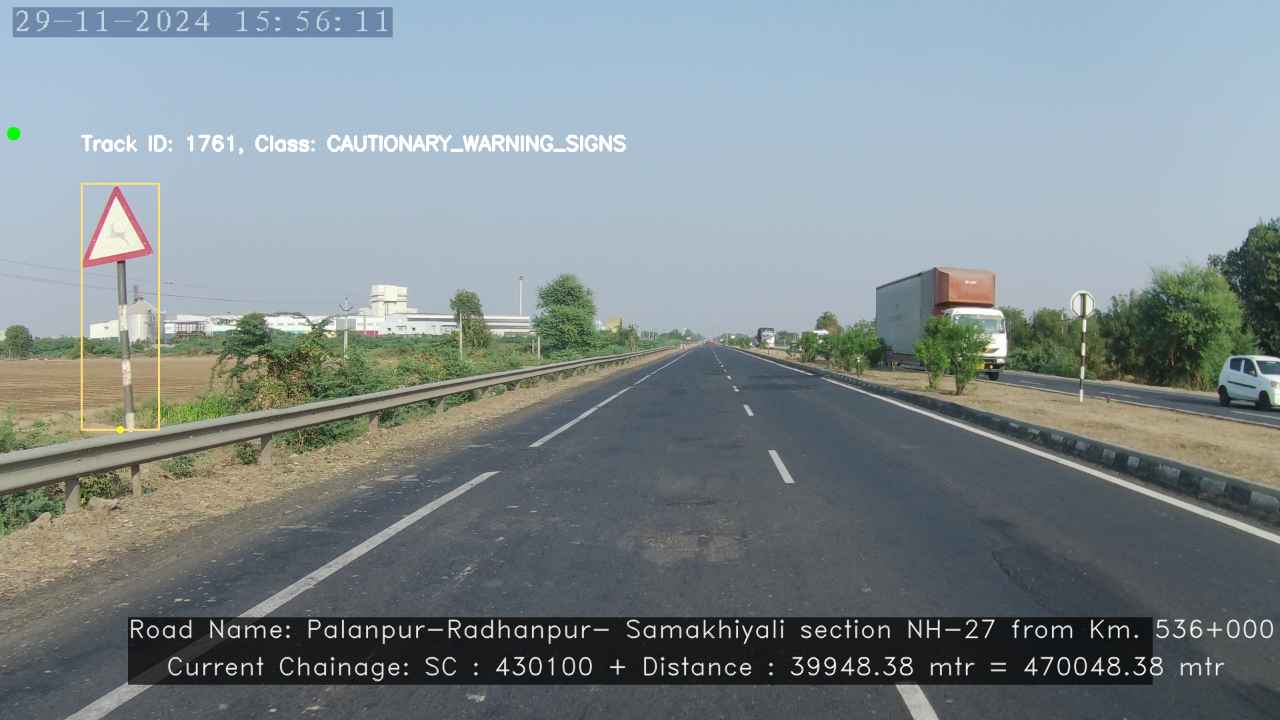 29-11-2024 15:56:11
Track ID: 1761, Class: CAUTIONARY_WARNING_SIGNS
Road Name: Palanpur-Radhanpur- Samakhiyali section NH-27 from Km. 536+000
Current Chainage: SC : 430100 + Distance : 39948.38 mtr = 470048.38 mtr